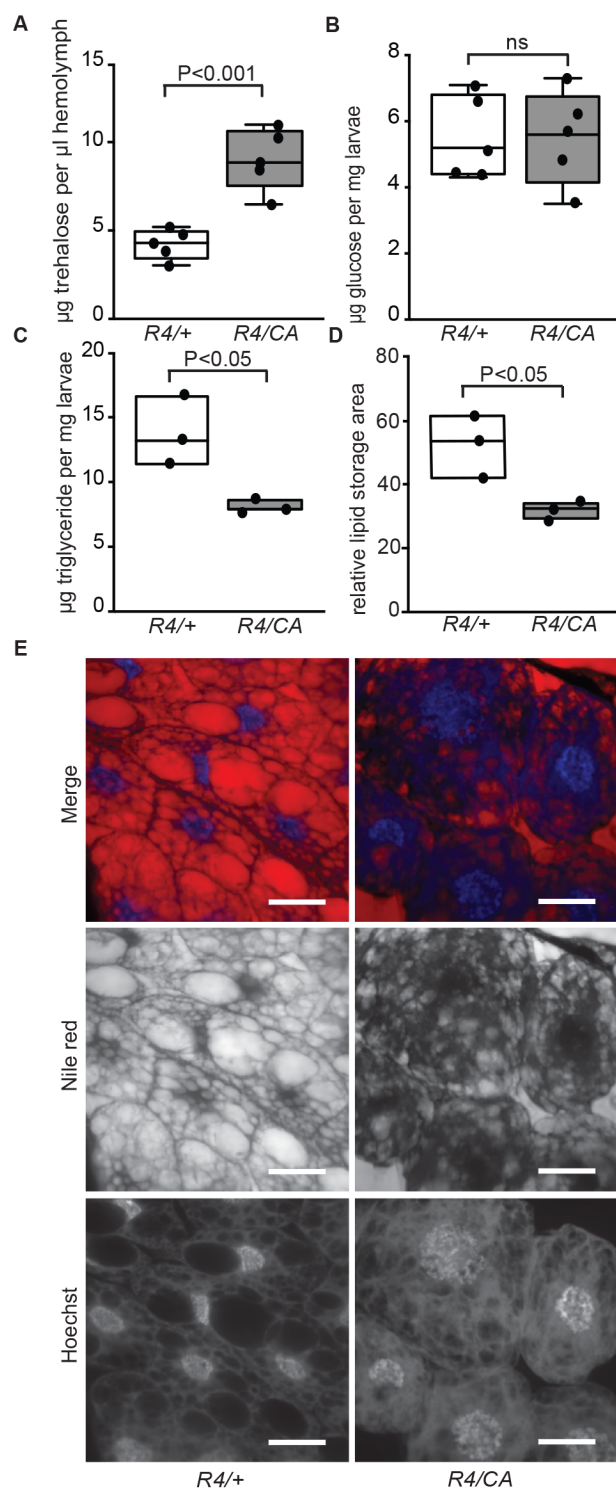 A
µg trehalose per µl hemolymph
15
10
5
0
P<0.001
R4/+
R4/CA
B
µg glucose per mg larvae
8
6
4
2
0
ns
R4/+
R4/CA
C
µg triglyceride per mg larvae
20
15
10
5
0
P<0.05
R4/+
R4/CA
D
relative lipid storage area
80
60
40
20
0
P<0.05
R4/+
R4/CA
E
Merge
Nile red
Hoechst
R4/+
R4/CA